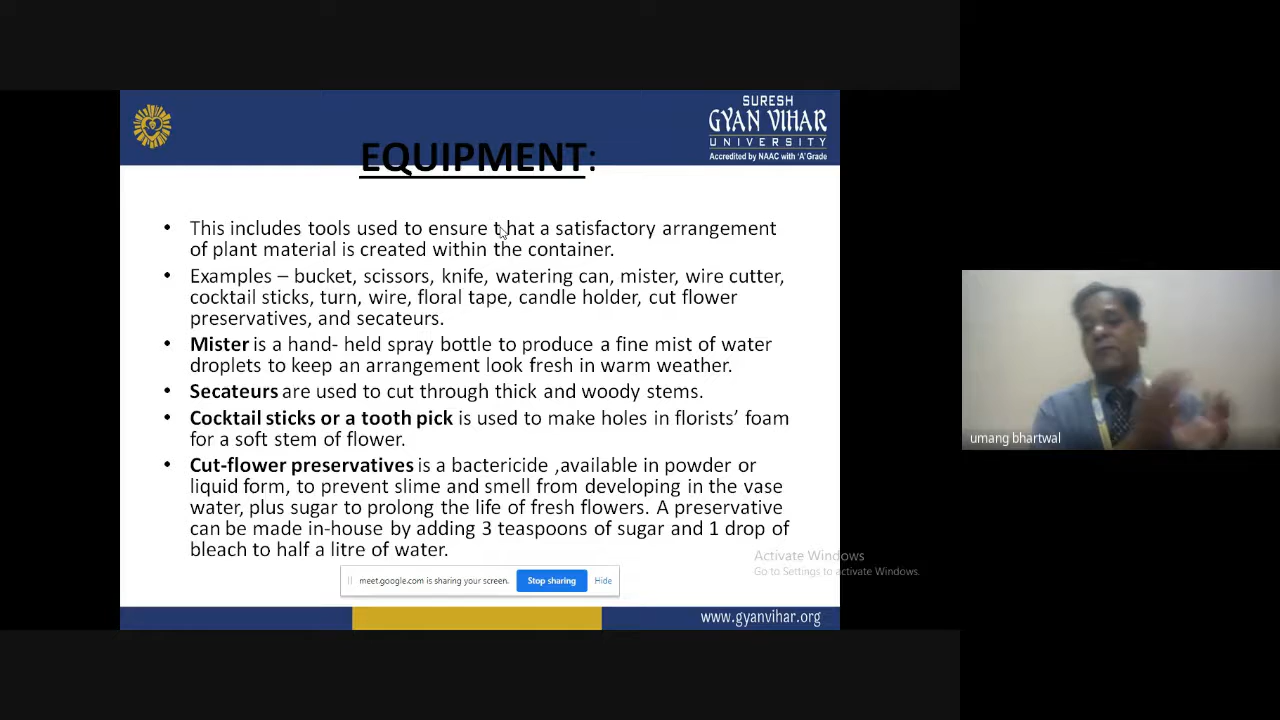 SURESH
GYAN VIHAR
UNIVERSITY
Accredited by NAAC with 'A' Grade
EQUIPMENT:
• This includes tools used to ensure that a satisfactory arrangement
of plant material is created within the container.
• Examples – bucket, scissors, knife, watering can, mister, wire cutter,
cocktail sticks, turn, wire, floral tape, candle holder, cut flower
preservatives, and secateurs.
• Mister is a hand- held spray bottle to produce a fine mist of water
droplets to keep an arrangement look fresh in warm weather.
• Secateurs are used to cut through thick and woody stems.
• Cocktail sticks or a tooth pick is used to make holes in florists' foam
for a soft stem of flower.
• Cut-flower preservatives is a bactericide ,available in powder or
liquid form, to prevent slime and smell from developing in the vase
water, plus sugar to prolong the life of fresh flowers. A preservative
can be made in-house by adding 3 teaspoons of sugar and 1 drop of
bleach to half a litre of water.
meet.google.com is sharing your screen. Stop sharing Hide
www.gyanvihar.org
Activate Windows
Go to Settings to activate Windows.
umang bhartwal